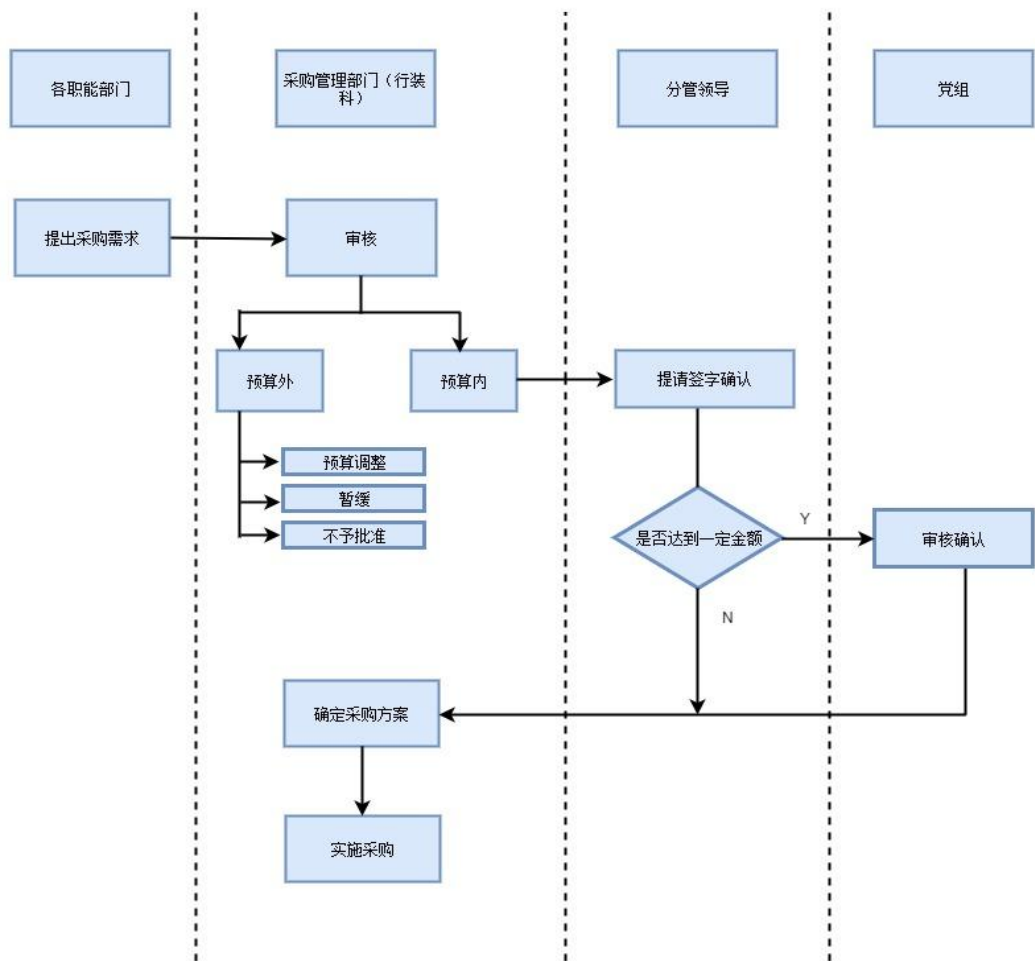 各职能部门
采购管理部门（行装
科）
分管领导
党组
提出采购需求
审核
预算外
预算内
提请签字确认
预算调整
暂缓
不予批准
是否达到一定金额
Y
审核确认
N
确定采购方案
实施采购